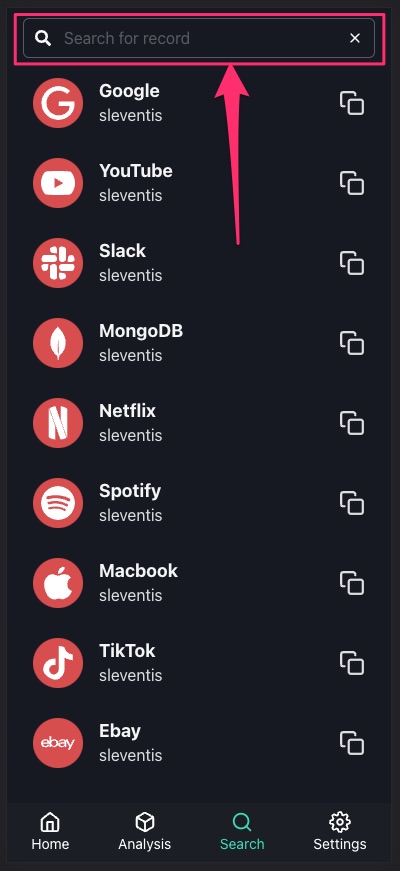 Search for record
Google
sleventis
YouTube
sleventis
Slack
sleventis
MongoDB
sleventis
Netflix
sleventis
Spotify
sleventis
Macbook
sleventis
TikTok
sleventis
ebay
Ebay
sleventis
Home
Analysis
Search
Settings